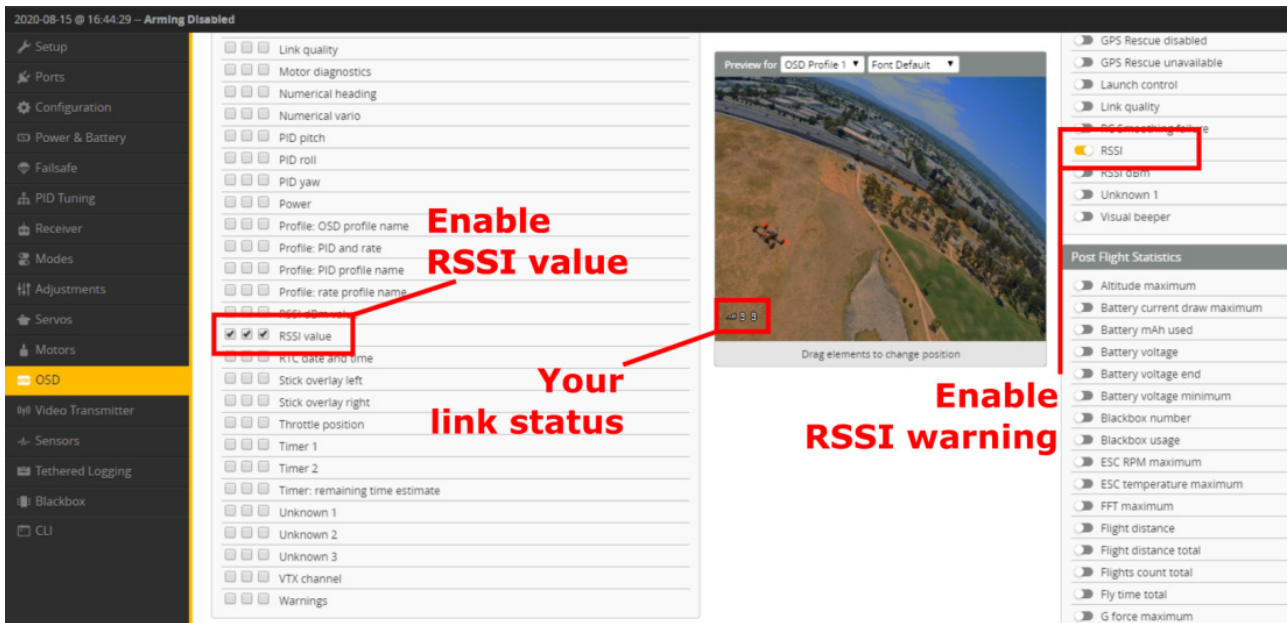 2020-08-15 @ 16:44:29 -- Arming Disabled
Setup
Ports
Configuration
Power & Battery
Failsafe
PID Tuning
Receiver
Modes
Adjustments
Servos
Motors
OSD
Video Transmitter
Sensors
Tethered Logging
Blackbox
CLI
Link quality
Motor diagnostics
Numerical heading
Numerical vario
PID pitch
PID roll
PID yaw
Power
Profile: OSD profile name
Profile: PID and rate
Profile: PID profile name
Profile: rate profile name
RSSI dBm value
RSSI value
RTC date and time
Stick overlay left
Stick overlay right
Throttle position
Timer 1
Timer 2
Timer: remaining time estimate
Unknown 1
Unknown 2
Unknown 3
VTX channel
Warnings
Enable
RSSI value
Preview for OSD Profile 1 Font Default
99
Drag elements to change position
Your
link status
GPS Rescue disabled
GPS Rescue unavailable
Launch control
Link quality
RC Smoothing failure
RSSI
RSSI dBm
Unknown 1
Visual beeper
Enable
RSSI warning
Post Flight Statistics
Altitude maximum
Battery current draw maximum
Battery mAh used
Battery voltage
Battery voltage end
Battery voltage minimum
Blackbox number
Blackbox usage
ESC RPM maximum
ESC temperature maximum
FFT maximum
Flight distance
Flight distance total
Flights count total
Fly time total
G force maximum